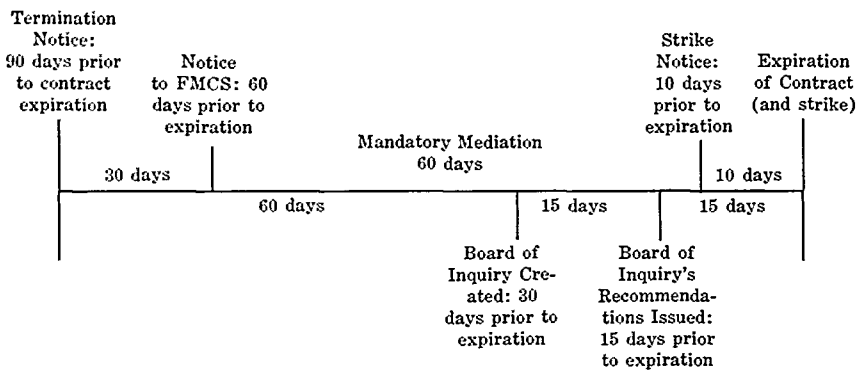 Termination
Notice:
90 days prior
to contract
expiration
Notice
to FMCS: 60
days prior to
expiration
Strike
Notice:
10 days
prior to
expiration
Expiration
of Contract
(and strike)
Mandatory Mediation
60 days
30 days
10 days
60 days
15 days
15 days
Board of
Inquiry Cre-
ated: 30
days prior to
expiration
Board of
Inquiry's
Recommenda-
tions Issued:
15 days prior
to expiration